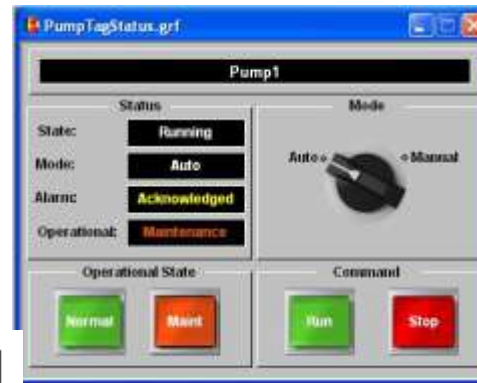 PumpTagStatus.grf
Pump1
Status
State: Running
Mode: Auto
Alarm: Acknowledged
Operational: Maintenance
Mode
Auto Manual
Operational State
Normal Maint
Command
Run Stop